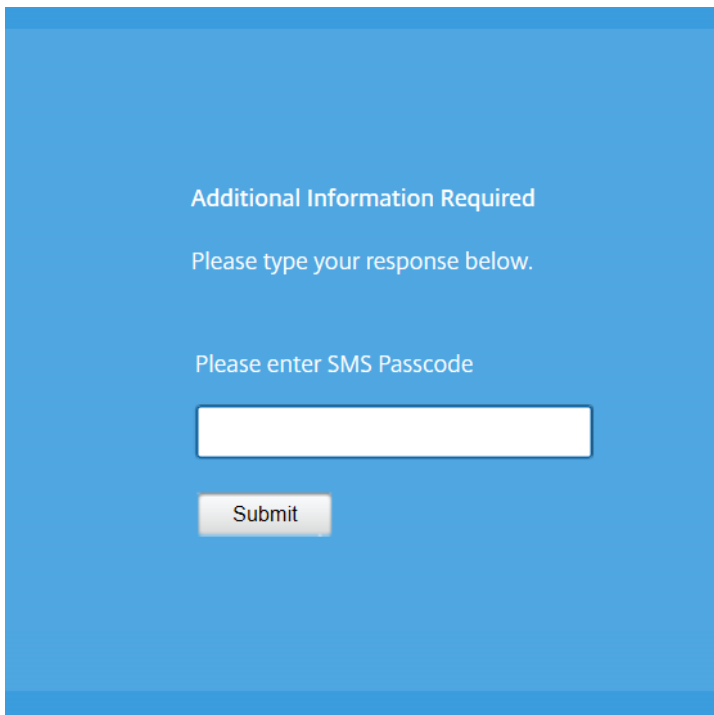 Additional Information Required
Please type your response below.
Please enter SMS Passcode
Submit